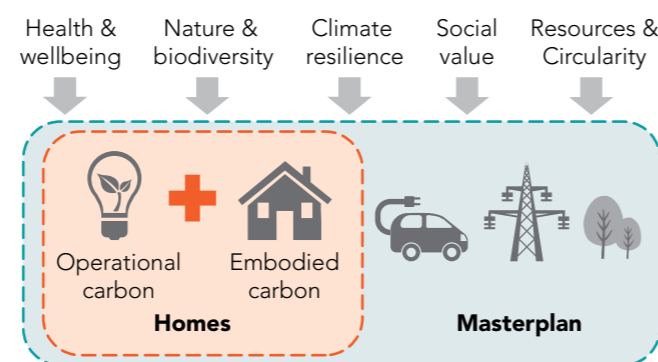 Health &
wellbeing
Nature &
biodiversity
Climate
resilience
Social
value
Resources &
Circularity
Operational
carbon
Embodied
carbon
Homes
Masterplan